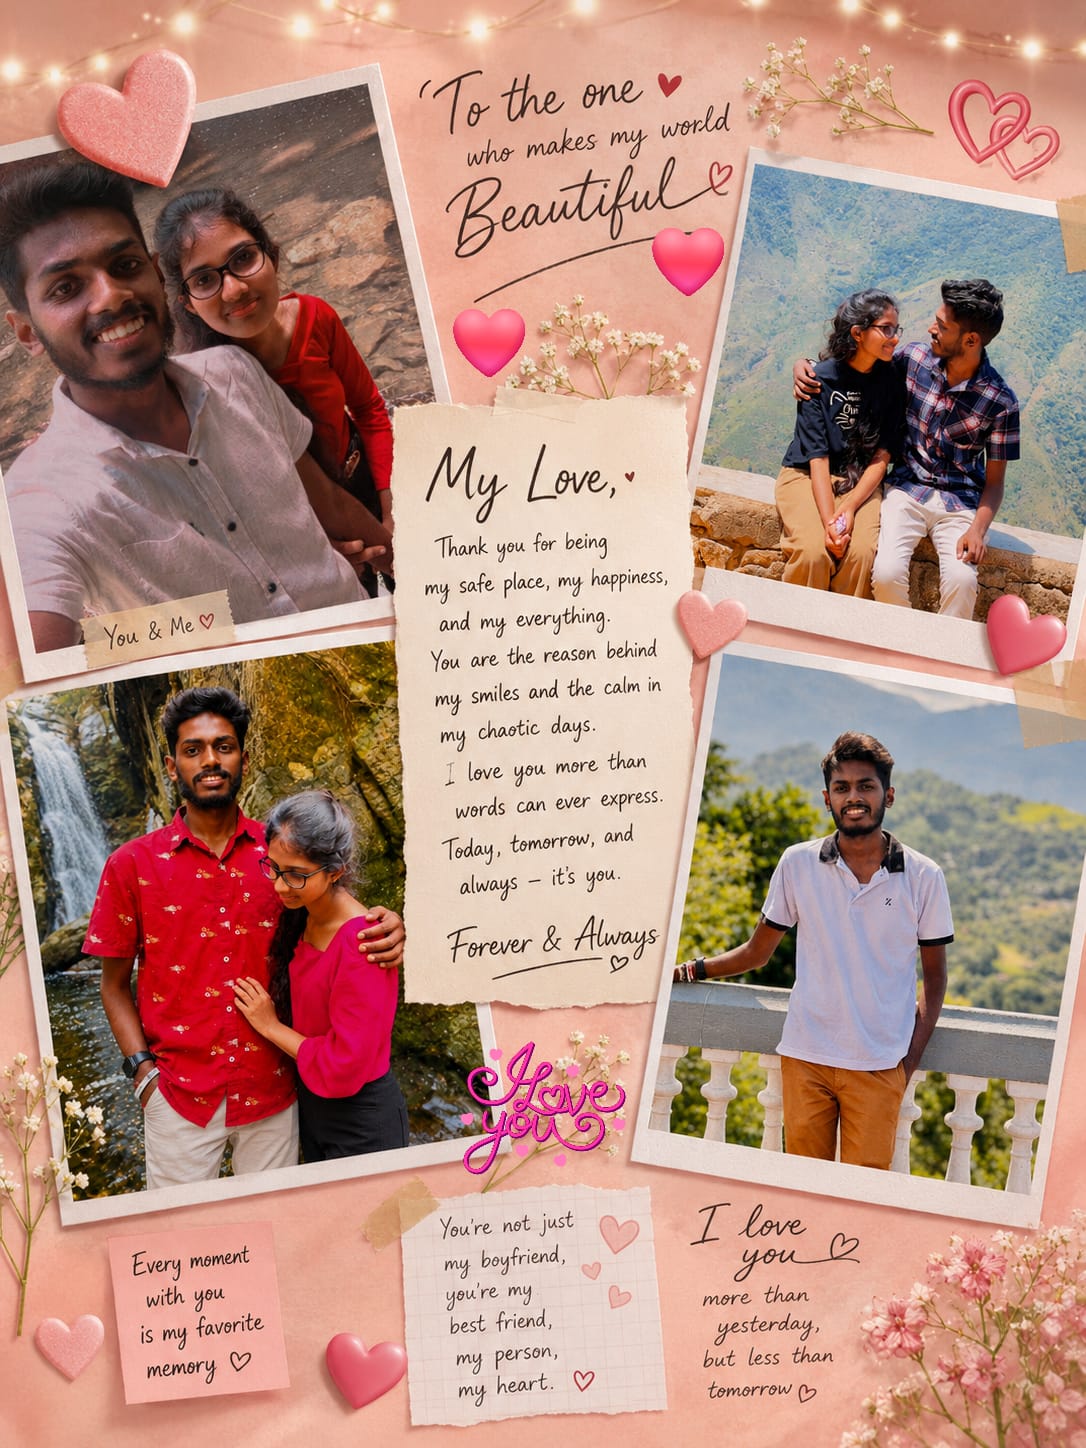 ‘To the one
who makes my world
Beautiful
You & Me
My Love,
Thank you for being
my safe place, my happiness,
and my everything.
You are the reason behind
my smiles and the calm in
my chaotic days.
I love you more than
words can ever express.
Today, tomorrow, and
always – it's you.
Forever & Always
I Love
you
Every moment
with you
is my favorite
memory
You're not just
my boyfriend,
you're my
best friend,
my person,
my heart.
I love
you
more than
yesterday,
but less than
tomorrow